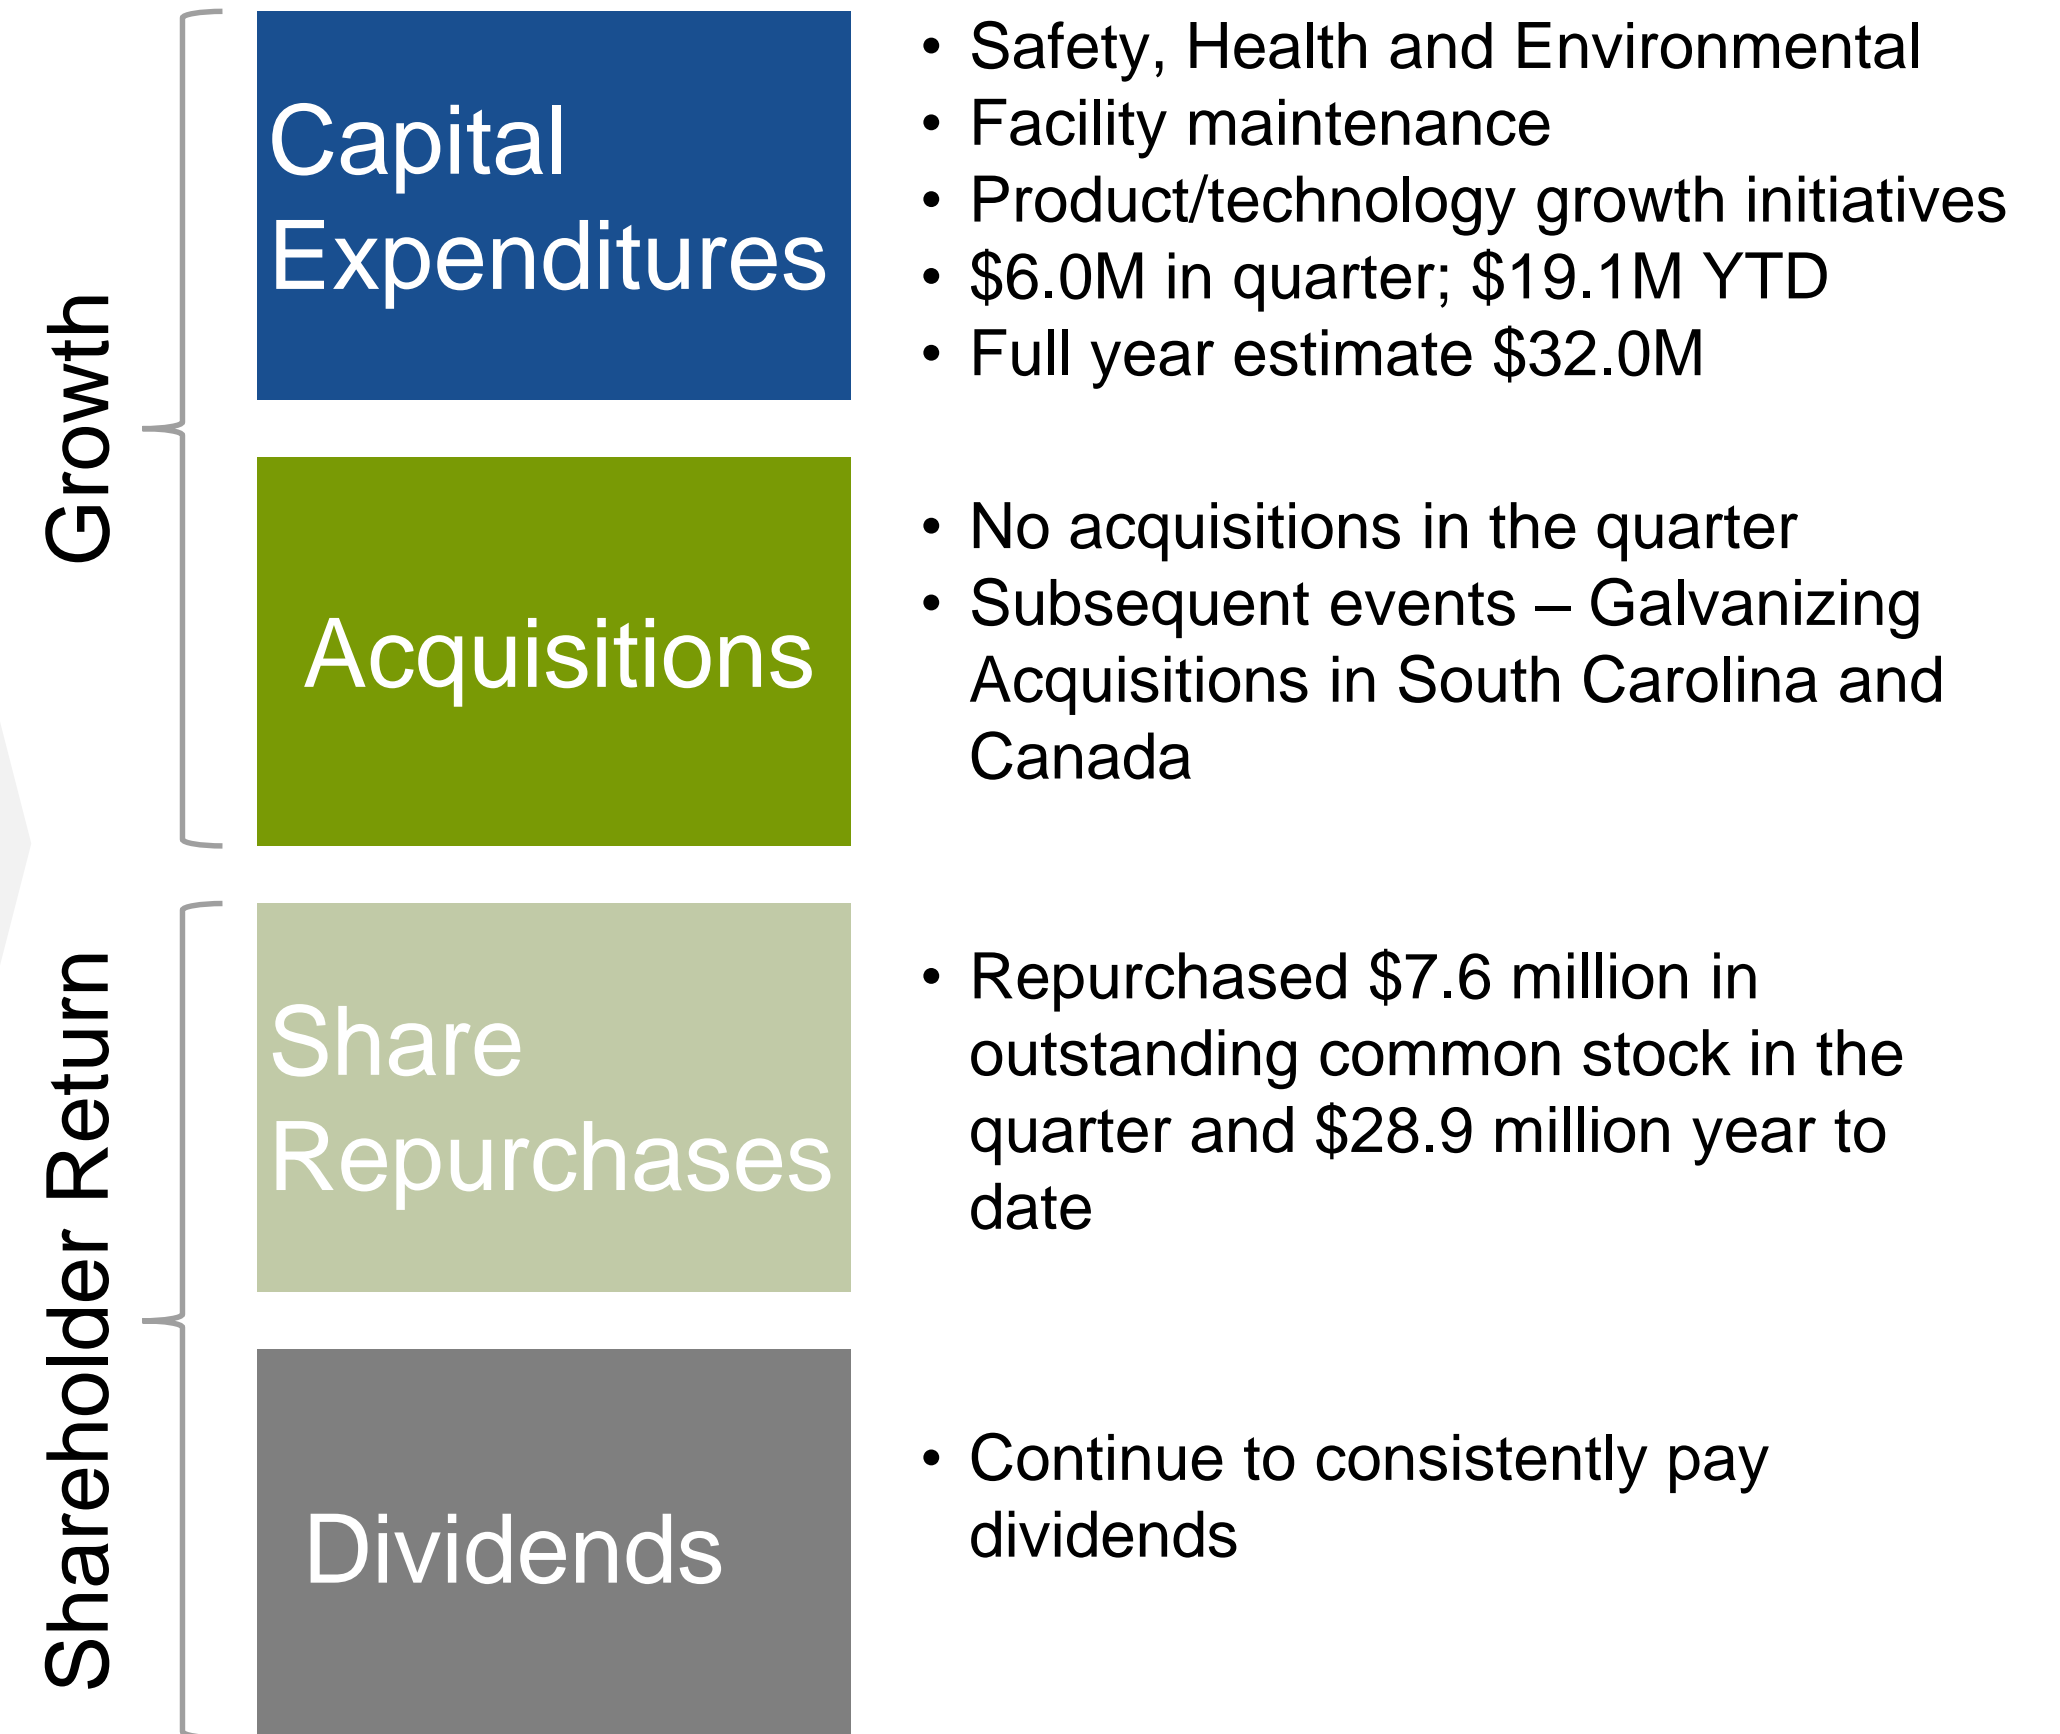 Growth
Capital
Expenditures
• Safety, Health and Environmental
• Facility maintenance
• Product/technology growth initiatives
• $6.0M in quarter; $19.1M YTD
• Full year estimate $32.0M
Acquisitions
• No acquisitions in the quarter
• Subsequent events – Galvanizing
Acquisitions in South Carolina and
Canada
Shareholder Return
Share
Repurchases
• Repurchased $7.6 million in
outstanding common stock in the
quarter and $28.9 million year to
date
Dividends
• Continue to consistently pay
dividends